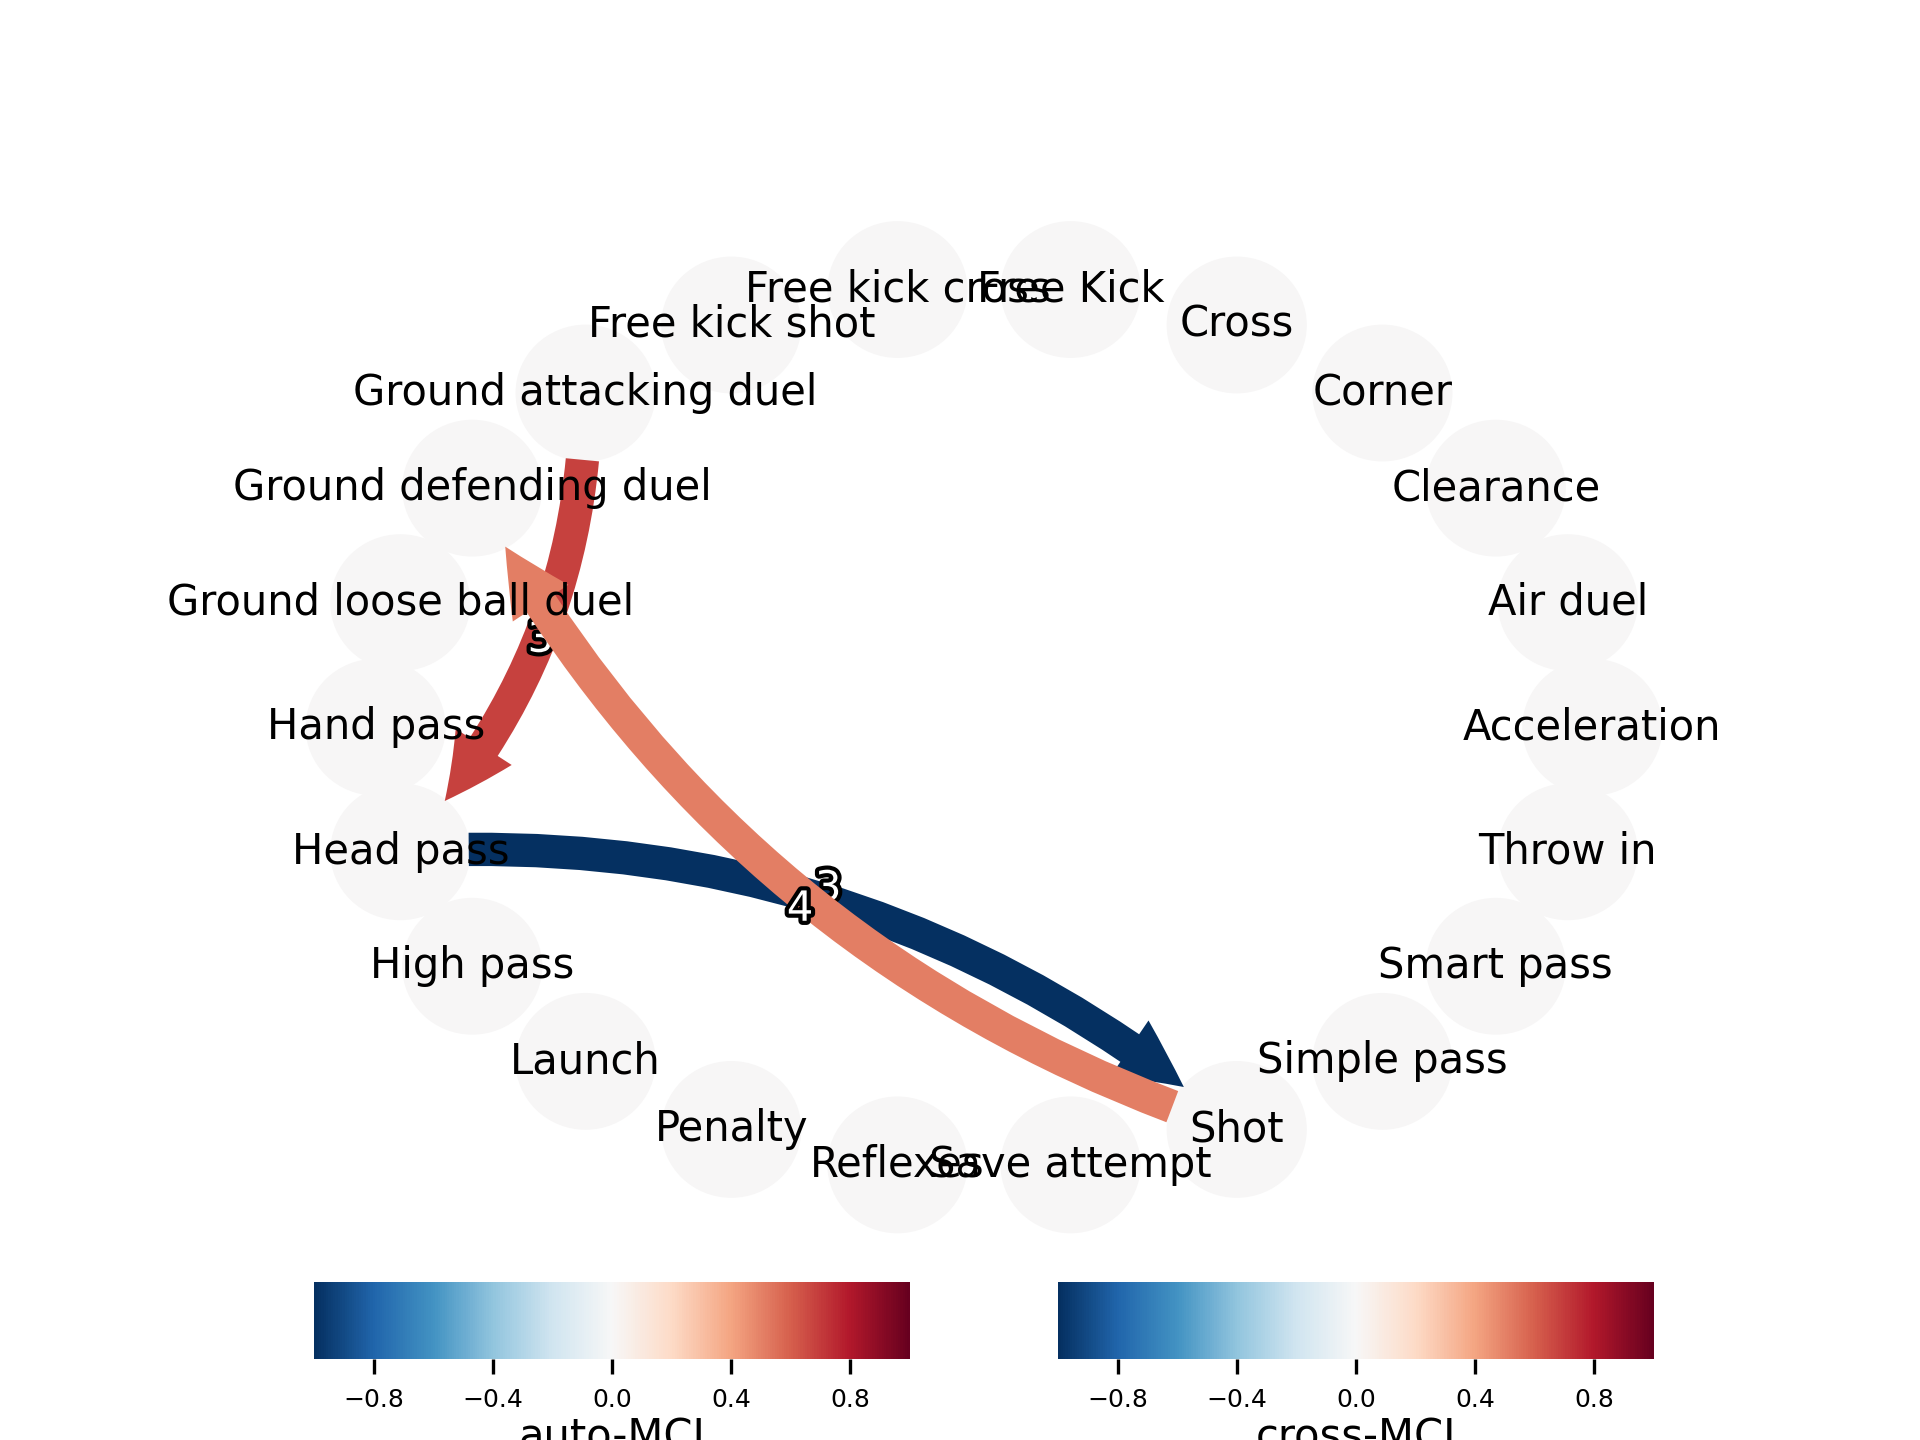 Free kick cross
Free Kick
Free kick shot
Cross
Ground attacking duel
Corner
Ground defending duel
Clearance
Ground loose ball duel
Air duel
3
Hand pass
Acceleration
Head pass
Throw in
3
4
High pass
Smart pass
Launch
Simple pass
Penalty
Shot
Reflexes
Save attempt
−0.8 −0.4 0.0 0.4 0.8
−0.8 −0.4 0.0 0.4 0.8
auto-MCI
cross-MCI